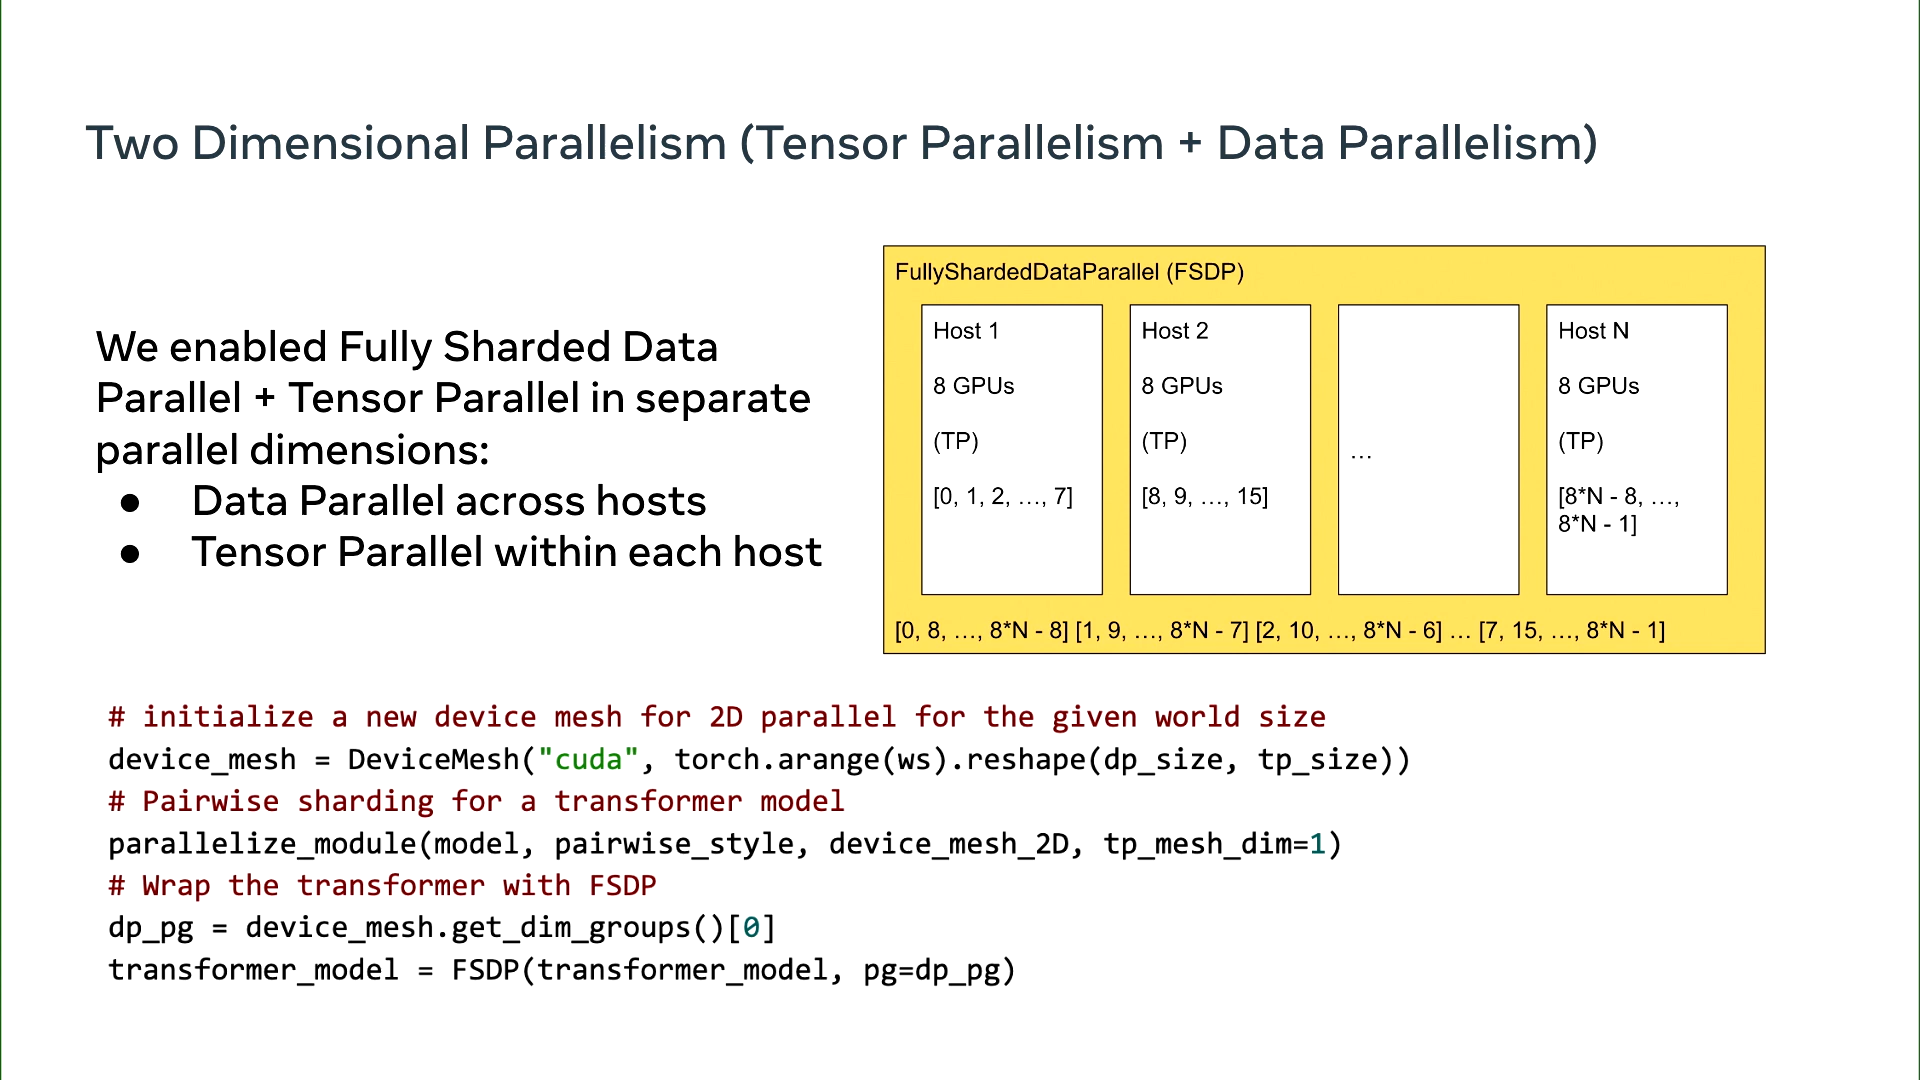 Two Dimensional Parallelism (Tensor Parallelism + Data Parallelism)
We enabled Fully Sharded Data
Parallel + Tensor Parallel in separate
parallel dimensions:
● Data Parallel across hosts
● Tensor Parallel within each host
FullyShardedDataParallel (FSDP)
Host 1
8 GPUs
(TP)
[0, 1, 2, …, 7]
Host 2
8 GPUs
(TP)
[8, 9, …, 15]
…
Host N
8 GPUs
(TP)
[8*N - 8, …,
8*N - 1]
[0, 8, …, 8*N - 8] [1, 9, …, 8*N - 7] [2, 10, …, 8*N - 6] … [7, 15, …, 8*N - 1]
# initialize a new device mesh for 2D parallel for the given world size
device_mesh = DeviceMesh("cuda", torch.arange(ws).reshape(dp_size, tp_size))
# Pairwise sharding for a transformer model
parallelize_module(model, pairwise_style, device_mesh_2D, tp_mesh_dim=1)
# Wrap the transformer with FSDP
dp_pg = device_mesh.get_dim_groups()[0]
transformer_model = FSDP(transformer_model, pg=dp_pg)